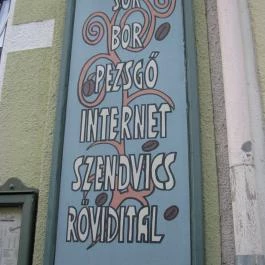 SÖR
BOR
PEZSGŐ
INTERNET
SZENDVICS
RÖVIDITAL